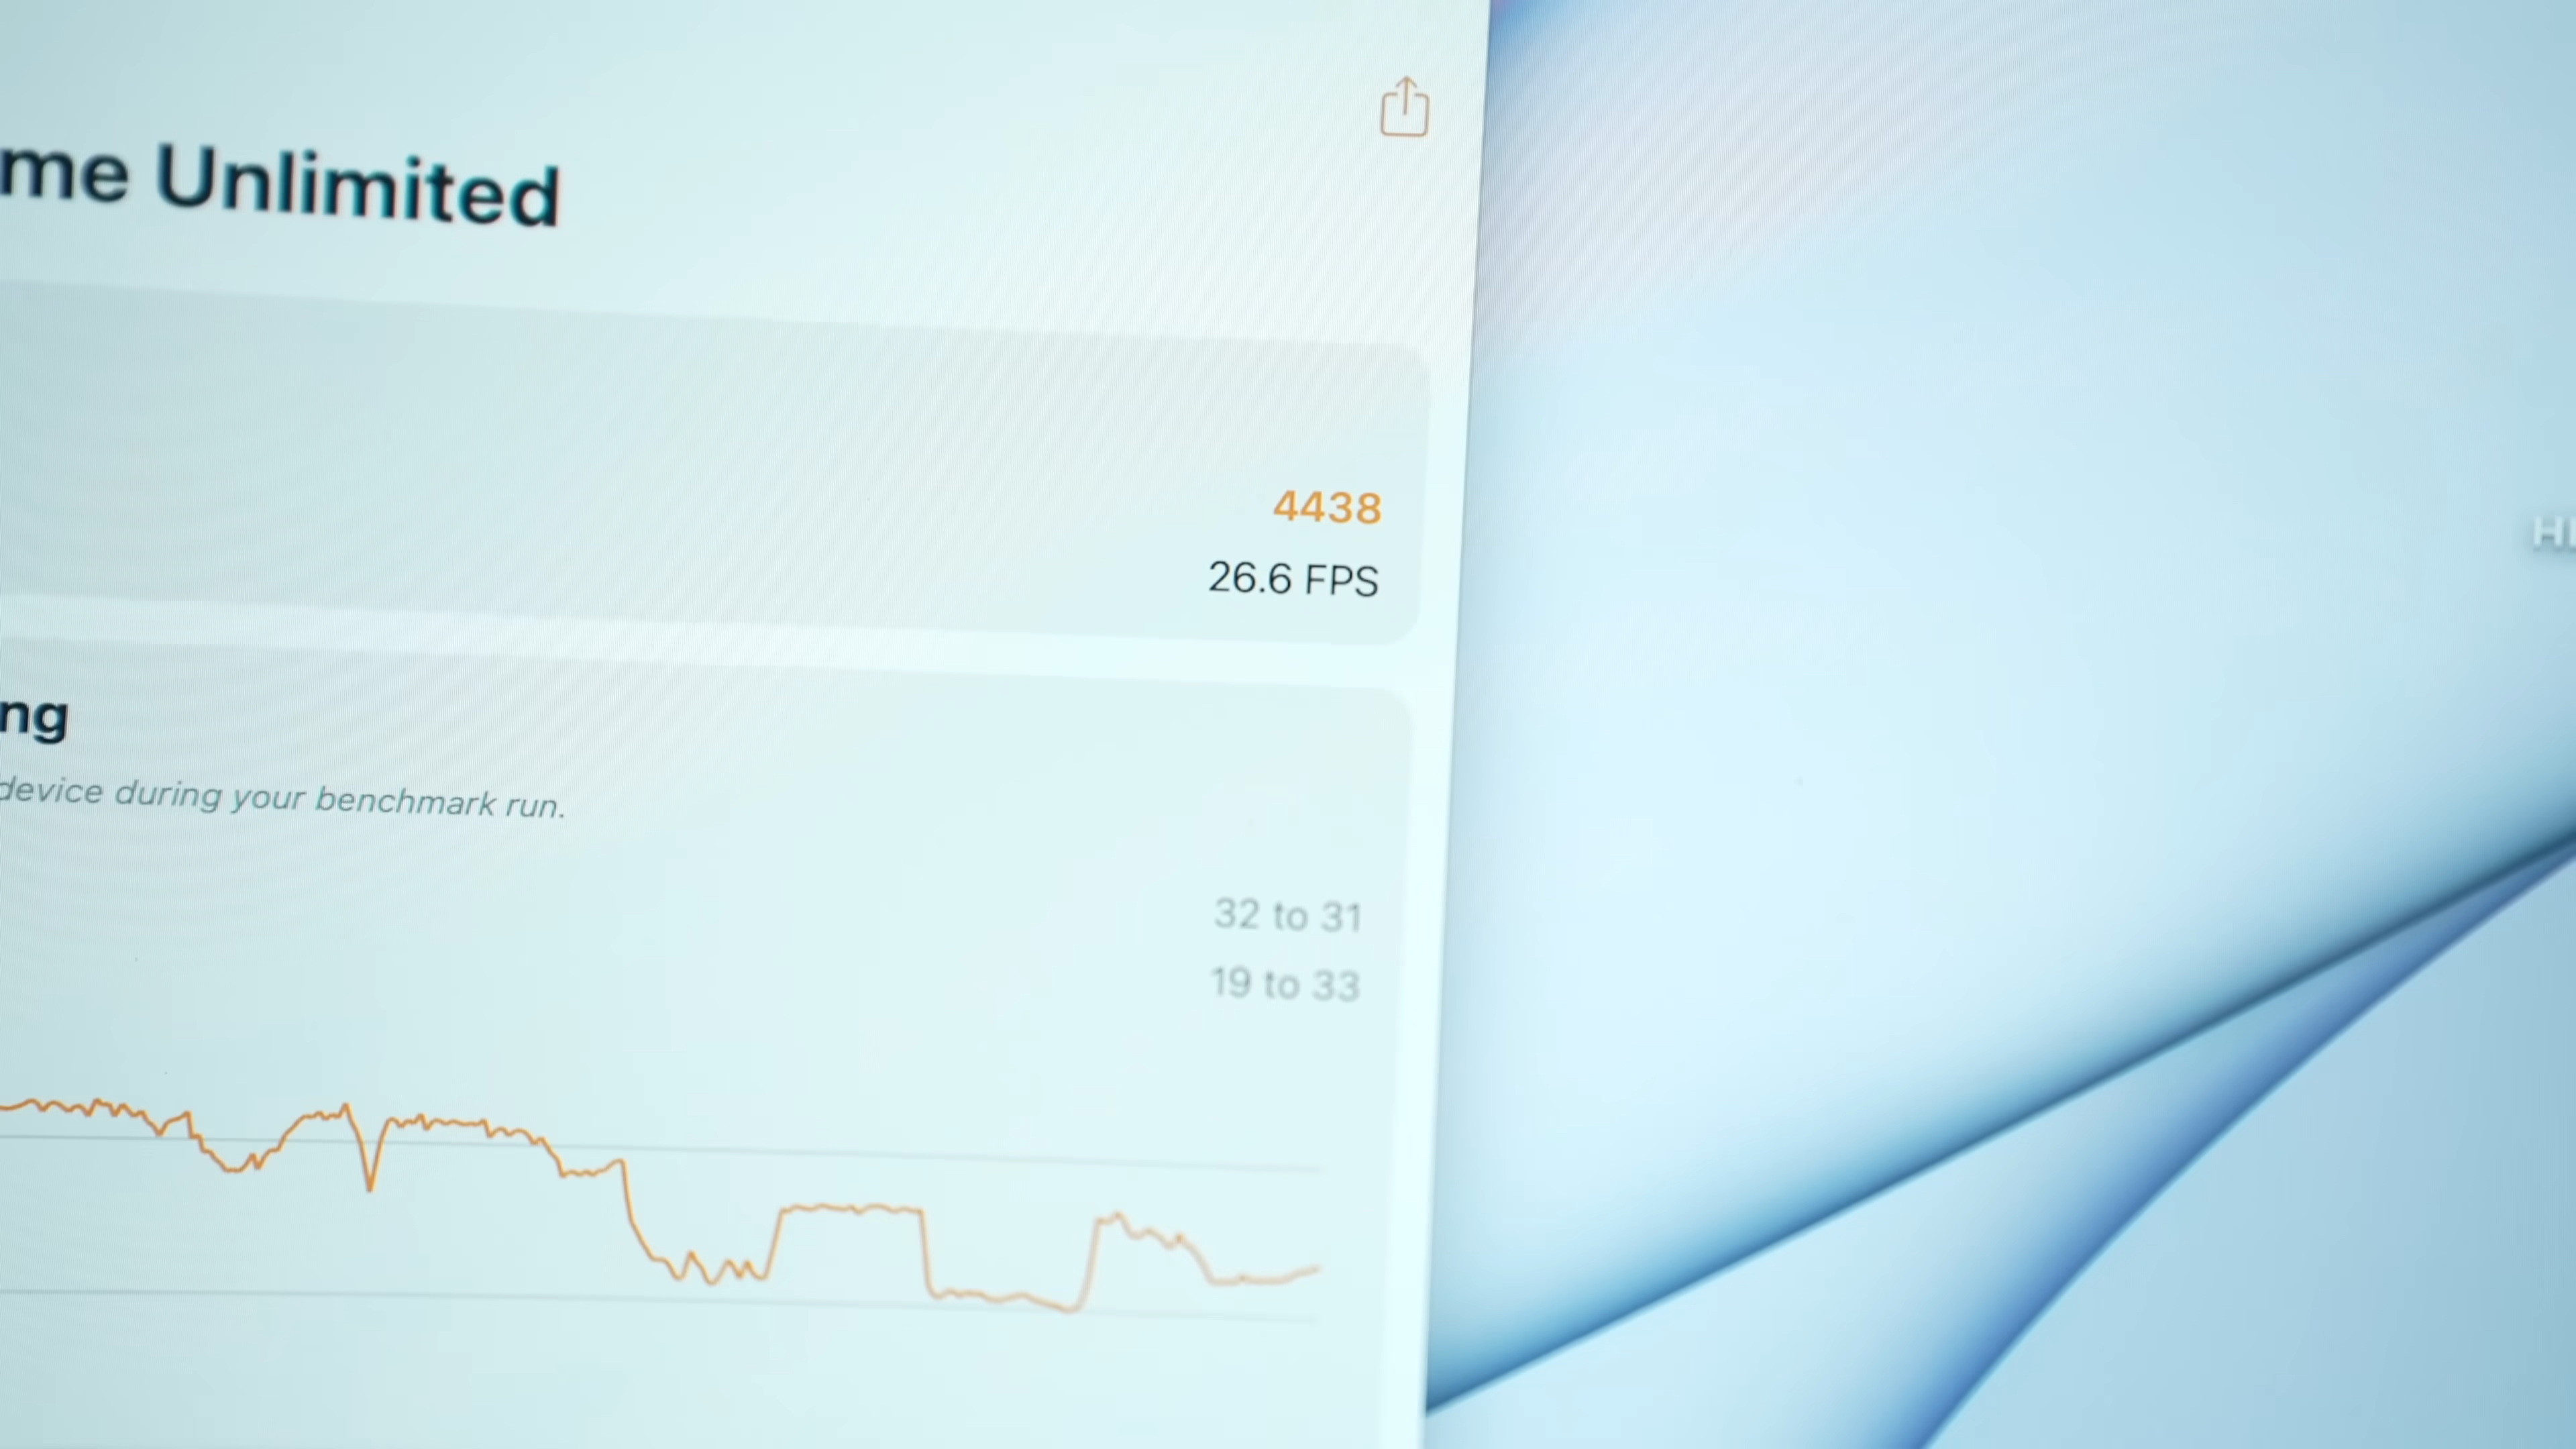 me Unlimited
4438
26.6 FPS
ng
device during your benchmark run.
32 to 31
19 to 33